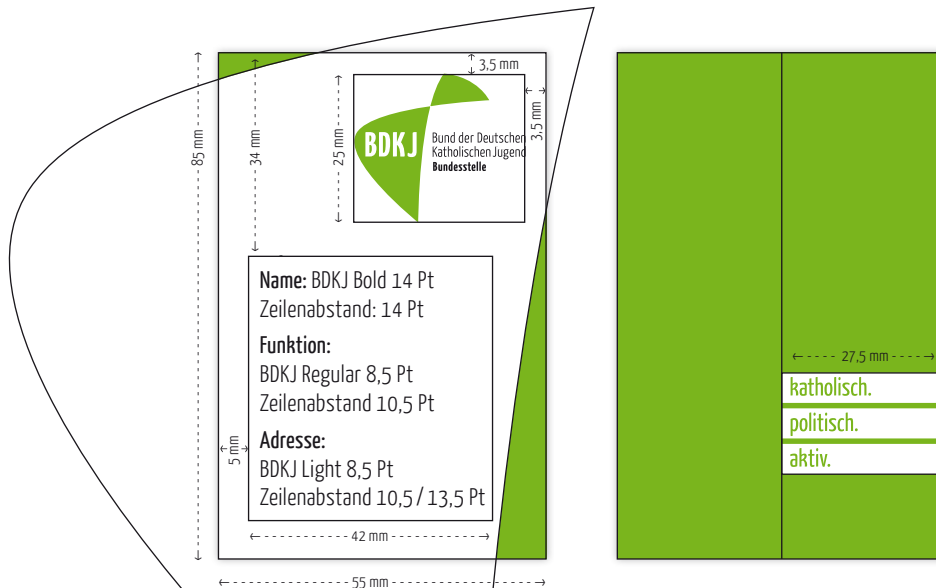 3,5 mm
85 mm
34 mm
25 mm
3,5 mm
BDKJ
Bund der Deutschen
Katholischen Jugend
Bundesstelle
Name: BDKJ Bold 14 Pt
Zeilenabstand: 14 Pt
Funktion:
BDKJ Regular 8,5 Pt
Zeilenabstand 10,5 Pt
Adresse:
BDKJ Light 8,5 Pt
Zeilenabstand 10,5 / 13,5 Pt
5 mm
42 mm
55 mm
27,5 mm
katholisch.
politisch.
aktiv.